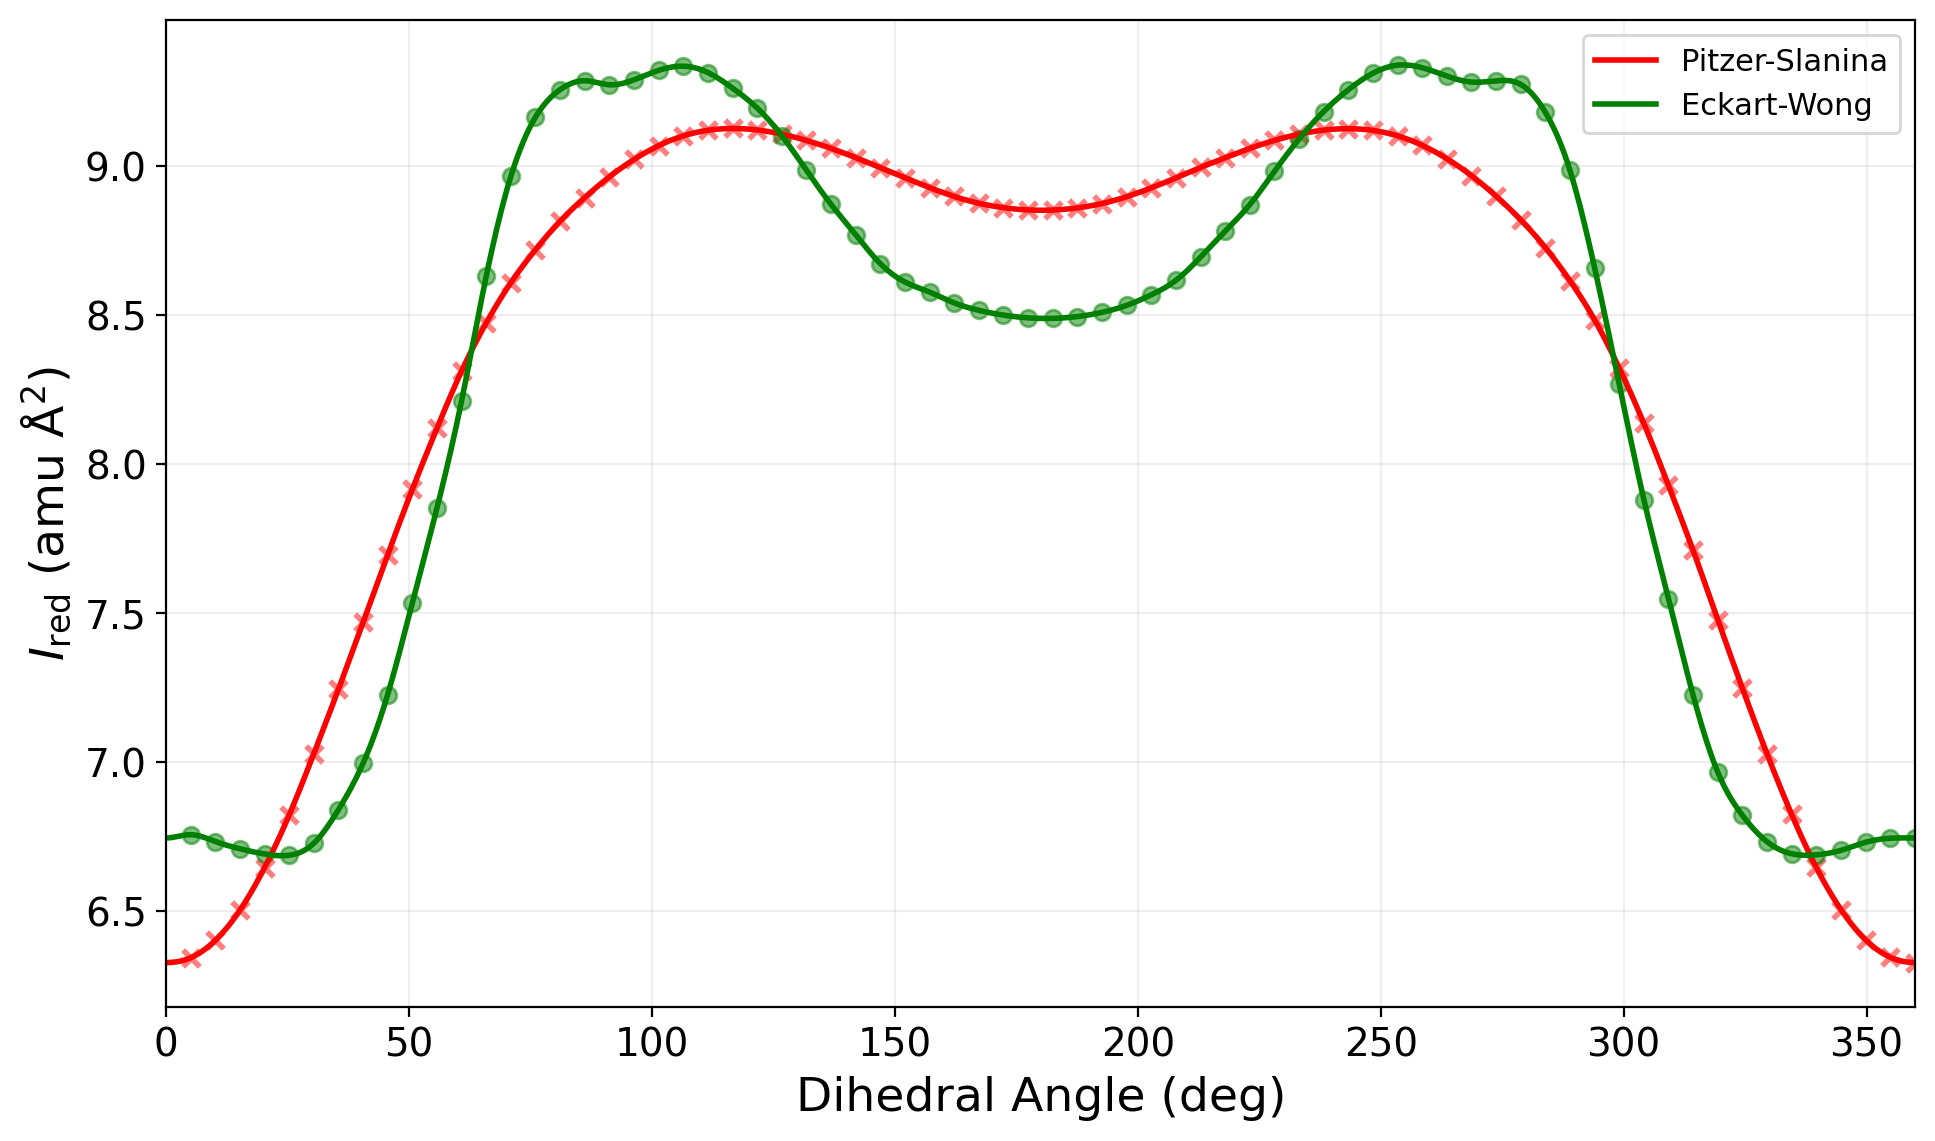 Pitzer-Slanina
Eckart-Wong
I_red (amu Å²)
9.0
8.5
8.0
7.5
7.0
6.5
0 50 100 150 200 250 300 350
Dihedral Angle (deg)